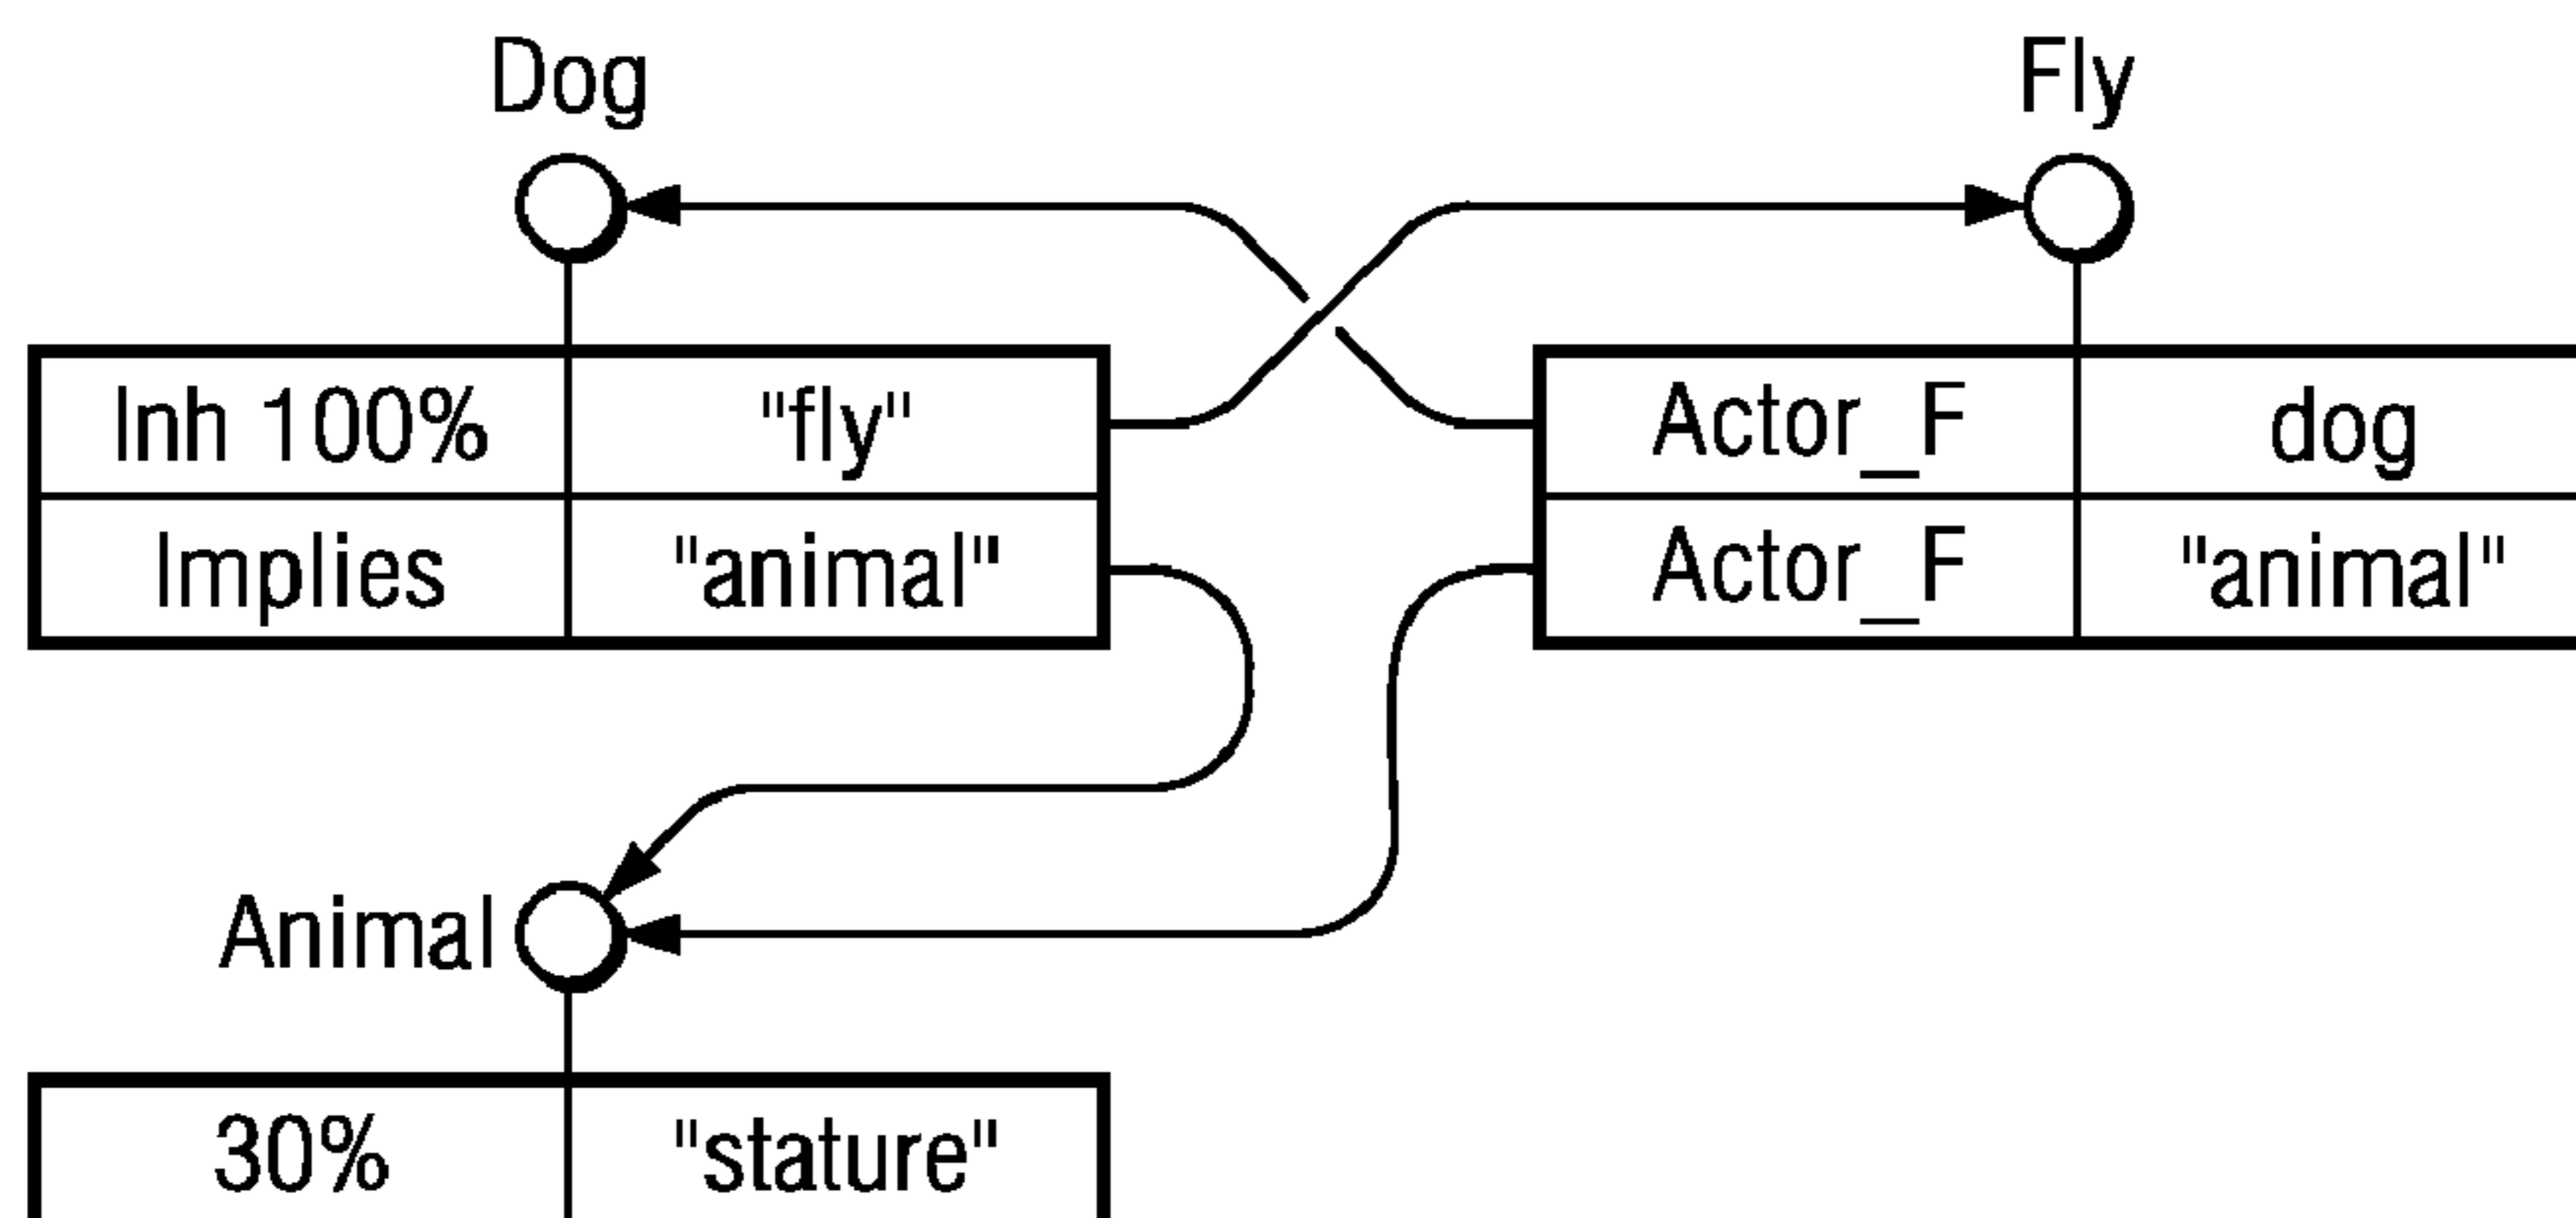 Dog Fly
Inh 100% "fly" Actor_F dog
Implies "animal" Actor_F "animal"
Animal
30% "stature"